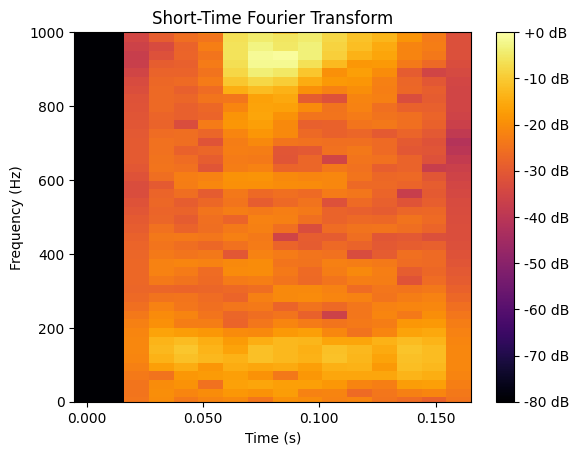 Short-Time Fourier Transform
1000
800
600
400
200
0
Frequency (Hz)
0.000
0.050
0.100
0.150
Time (s)
+0 dB
-10 dB
-20 dB
-30 dB
-40 dB
-50 dB
-60 dB
-70 dB
-80 dB